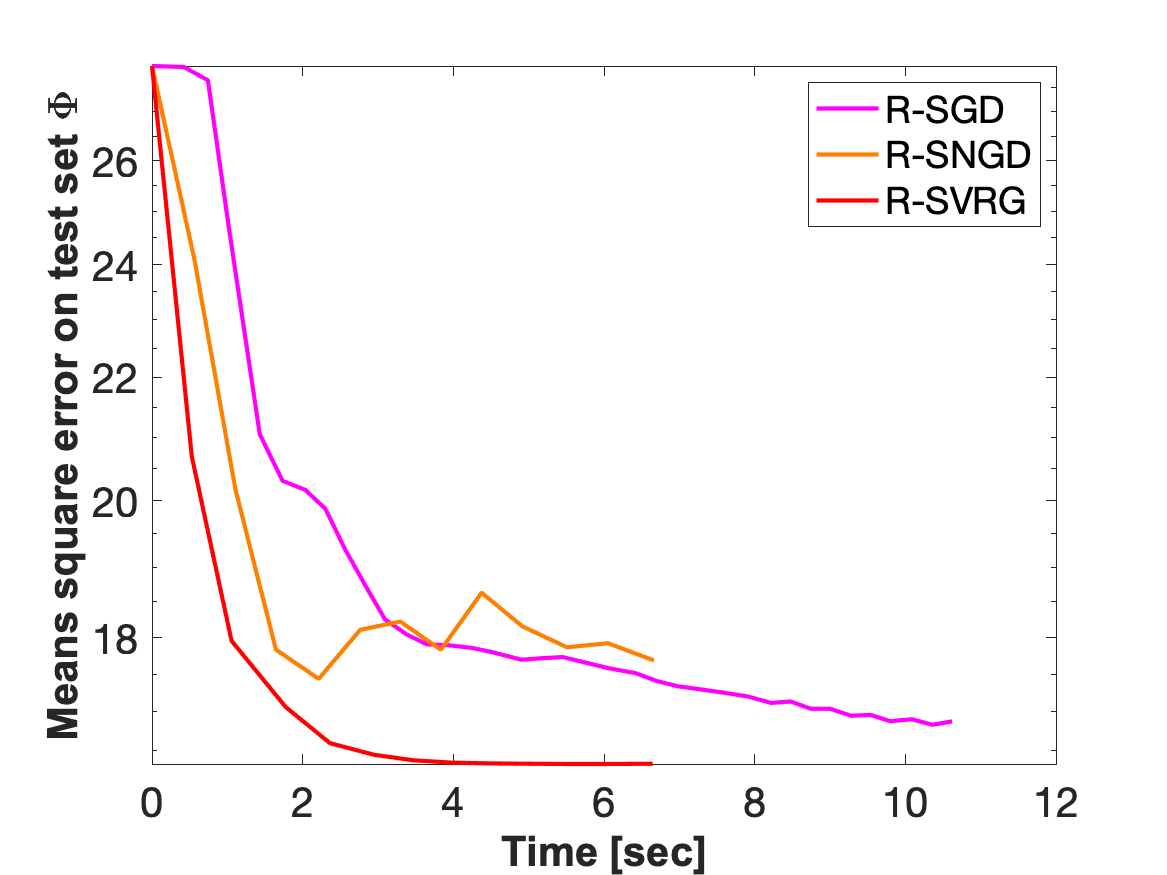 R-SGD
R-SNGD
R-SVRG
Means square error on test set Φ
26
24
22
20
18
0 2 4 6 8 10 12
Time [sec]